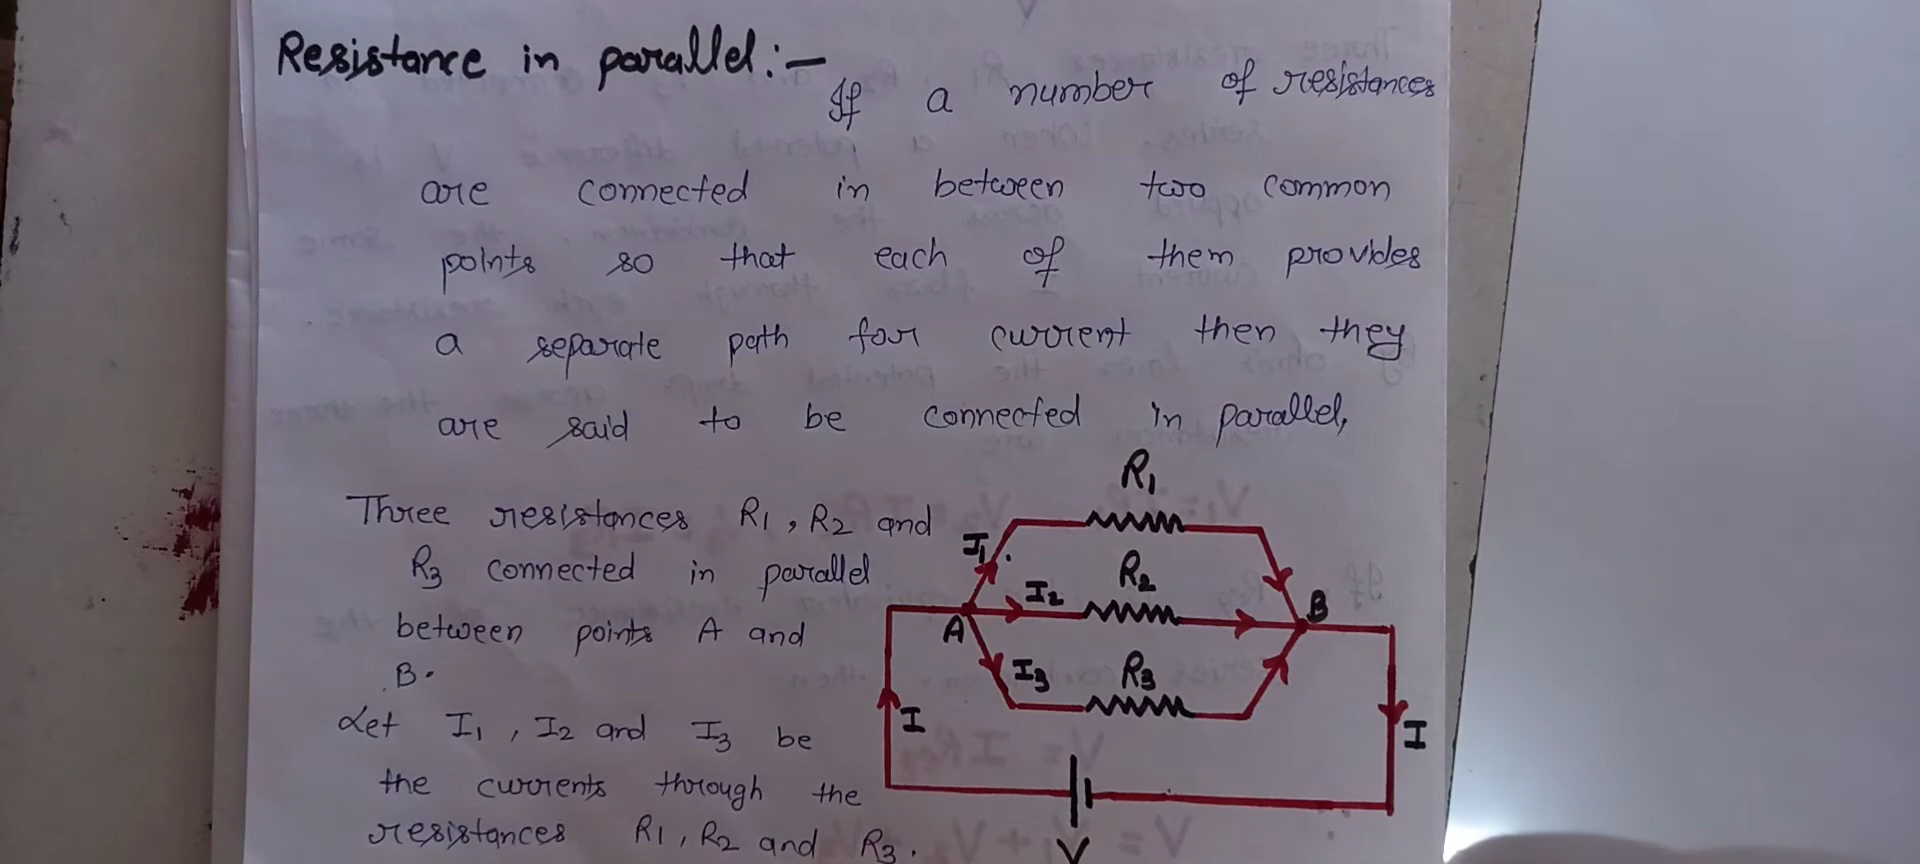 Resistance in parallel:-
If a number of resistances
are connected in between two common
points so that each of them provides
a separate path for current then they
are said to be connected in parallel,
Three resistances R1, R2 and
R3 connected in parallel
between points A and
B.
Let I1, I2 and I3 be
the currents through the
resistances R1, R2 and R3.
R1
I1
R2
I2
A
B
I3
R3
I
I
V